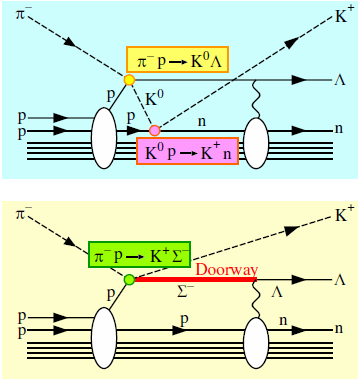 π⁻ K⁺
π⁻ p → K⁰ Λ
Λ
p K⁰
p p n n
p
K⁰ p → K⁺ n
π⁻ K⁺
π⁻ p → K⁺ Σ⁻
Doorway
p Σ⁻ Λ Λ
p p n n
p